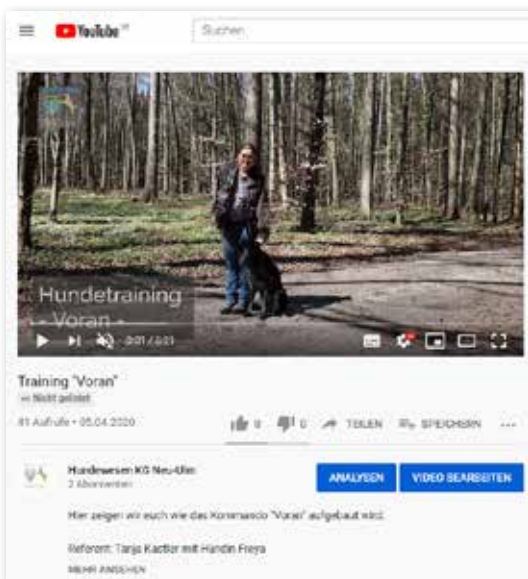 YouTube
Suchen
Hundetraining
- Voran -
Training "Voran"
Nicht gelistet
81 Aufrufe • 05.04.2020
0
0
TEILEN
SPEICHERN
Hundewesen KG Neu-Ulm
2 Abonnenten
ANALYSEN
VIDEO BEARBEITEN
Hier zeigen wir euch wie das Kommando "Voran" aufgebaut wird.
Referent: Tanja Kastler mit Hündin Freya
MEHR ANSEHEN